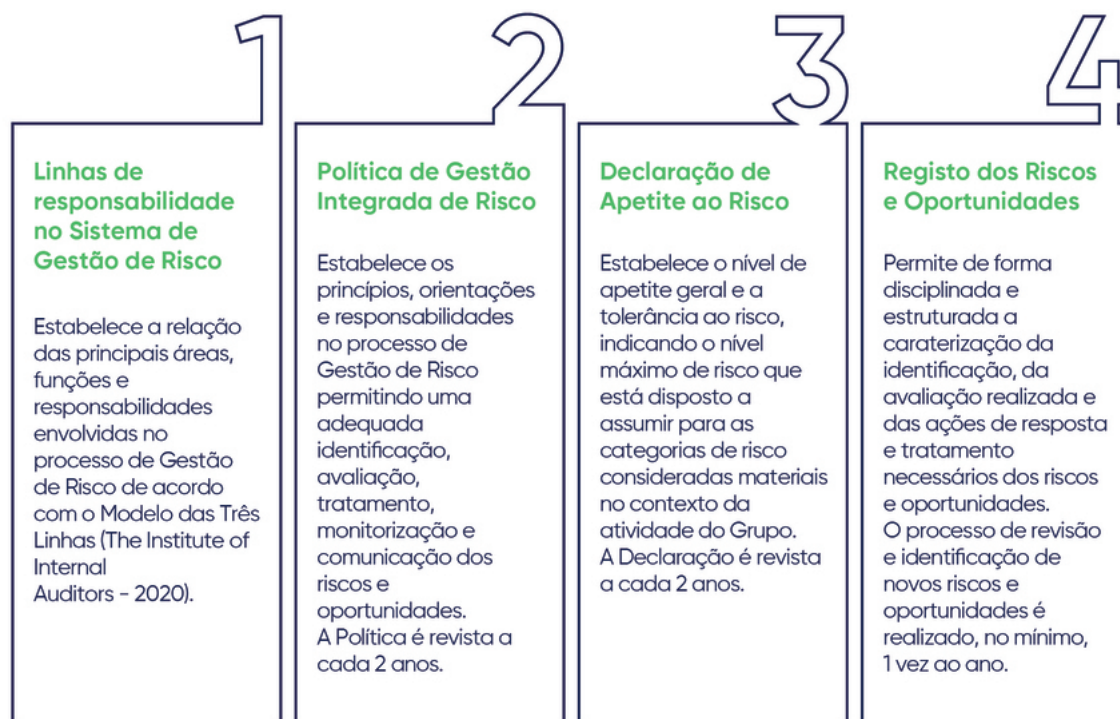 1
Linhas de
responsabilidade
no Sistema de
Gestão de Risco
Estabelece a relação
das principais áreas,
funções e
responsabilidades
envolvidas no
processo de Gestão
de Risco de acordo
com o Modelo das Três
Linhas (The Institute of
Internal
Auditors - 2020).
2
Política de Gestão
Integrada de Risco
Estabelece os
princípios, orientações
e responsabilidades
no processo de
Gestão de Risco
permitindo uma
adequada
identificação,
avaliação,
tratamento,
monitorização e
comunicação dos
riscos e
oportunidades.
A Política é revista a
cada 2 anos.
3
Declaração de
Apetite ao Risco
Estabelece o nível de
apetite geral e a
tolerância ao risco,
indicando o nível
máximo de risco que
está disposto a
assumir para as
categorias de risco
consideradas materiais
no contexto da
atividade do Grupo.
A Declaração é revista
a cada 2 anos.
4
Registo dos Riscos
e Oportunidades
Permite de forma
disciplinada e
estruturada a
caraterização da
identificação, da
avaliação realizada e
das ações de resposta
e tratamento
necessários dos riscos
e oportunidades.
O processo de revisão
e identificação de
novos riscos e
oportunidades é
realizado, no mínimo,
1 vez ao ano.